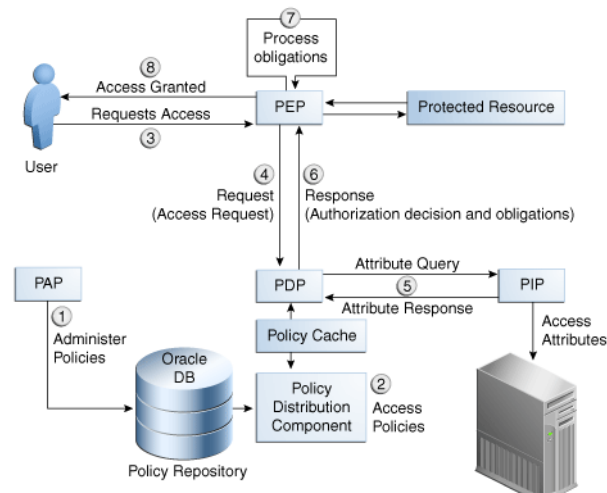 7
Process
obligations
8
Access Granted
PEP
Protected Resource
Requests Access
3
User
4
Request
(Access Request)
6
Response
(Authorization decision and obligations)
PAP
PDP
Attribute Query
5
Attribute Response
PIP
1
Administer
Policies
Policy Cache
Access
Attributes
Oracle
DB
Policy
Distribution
Component
2
Access
Policies
Policy Repository